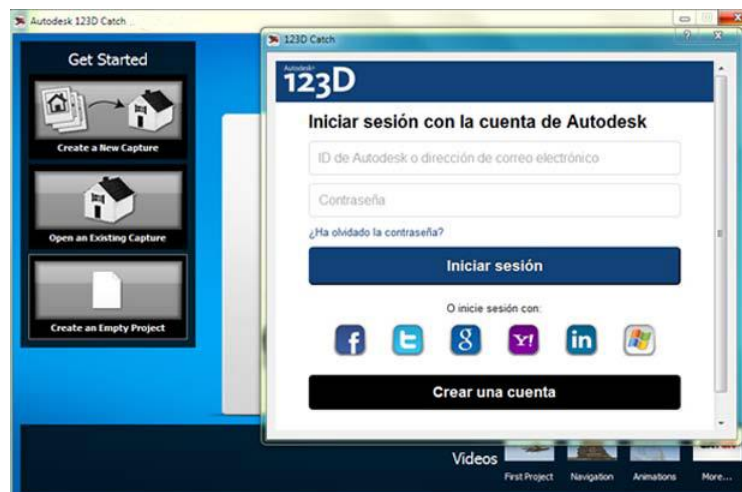 Autodesk 123D Catch
Get Started
Create a New Capture
Open an Existing Capture
Create an Empty Project
123D Catch
Autodesk
123D
Iniciar sesión con la cuenta de Autodesk
ID de Autodesk o dirección de correo electrónico
Contraseña
¿Ha olvidado la contraseña?
Iniciar sesión
O inicie sesión con:
f t 8 Y! in
Crear una cuenta
Videos
First Project Navigation Animations More...